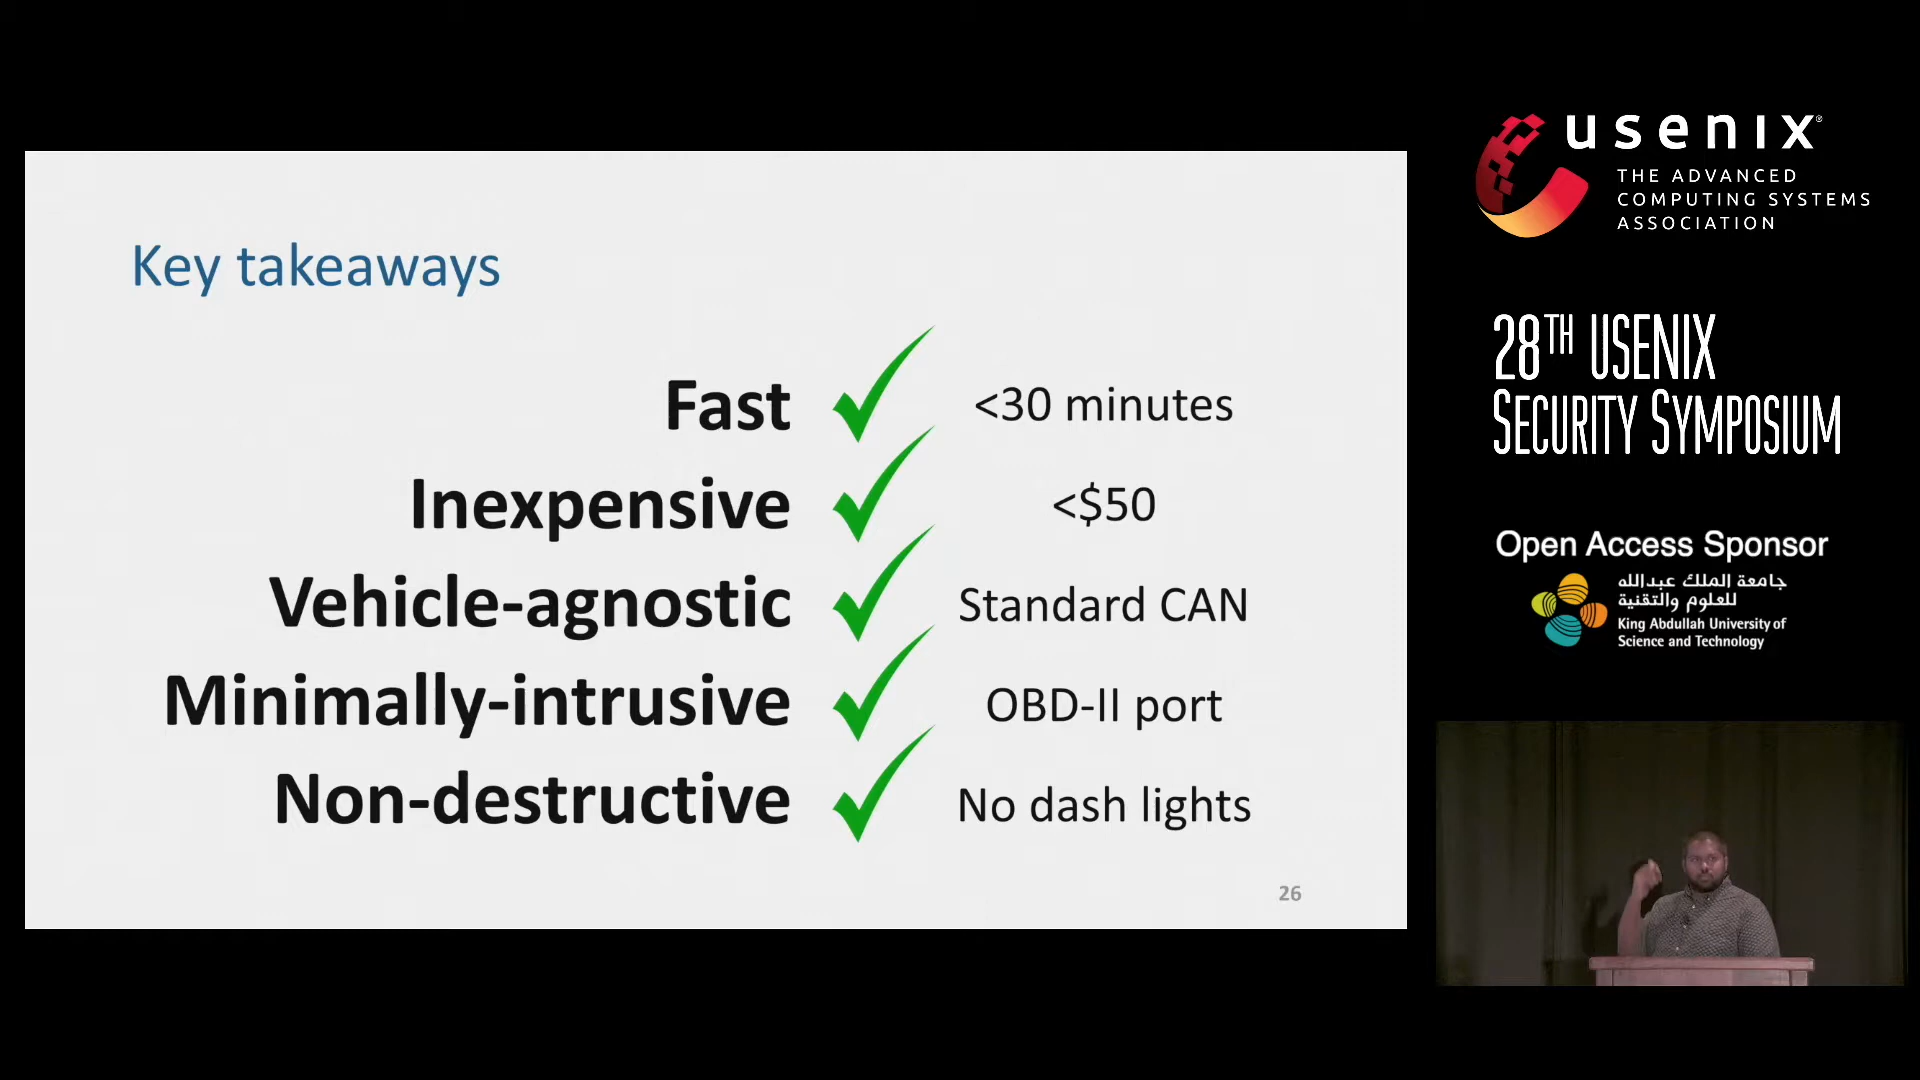 Key takeaways
Fast <30 minutes
Inexpensive <$50
Vehicle-agnostic Standard CAN
Minimally-intrusive OBD-II port
Non-destructive No dash lights
26
usenix®
THE ADVANCED
COMPUTING SYSTEMS
ASSOCIATION
28TH USENIX
SECURITY SYMPOSIUM
Open Access Sponsor
جامعة الملك عبدالله
للعلوم والتقنية
King Abdullah University of
Science and Technology